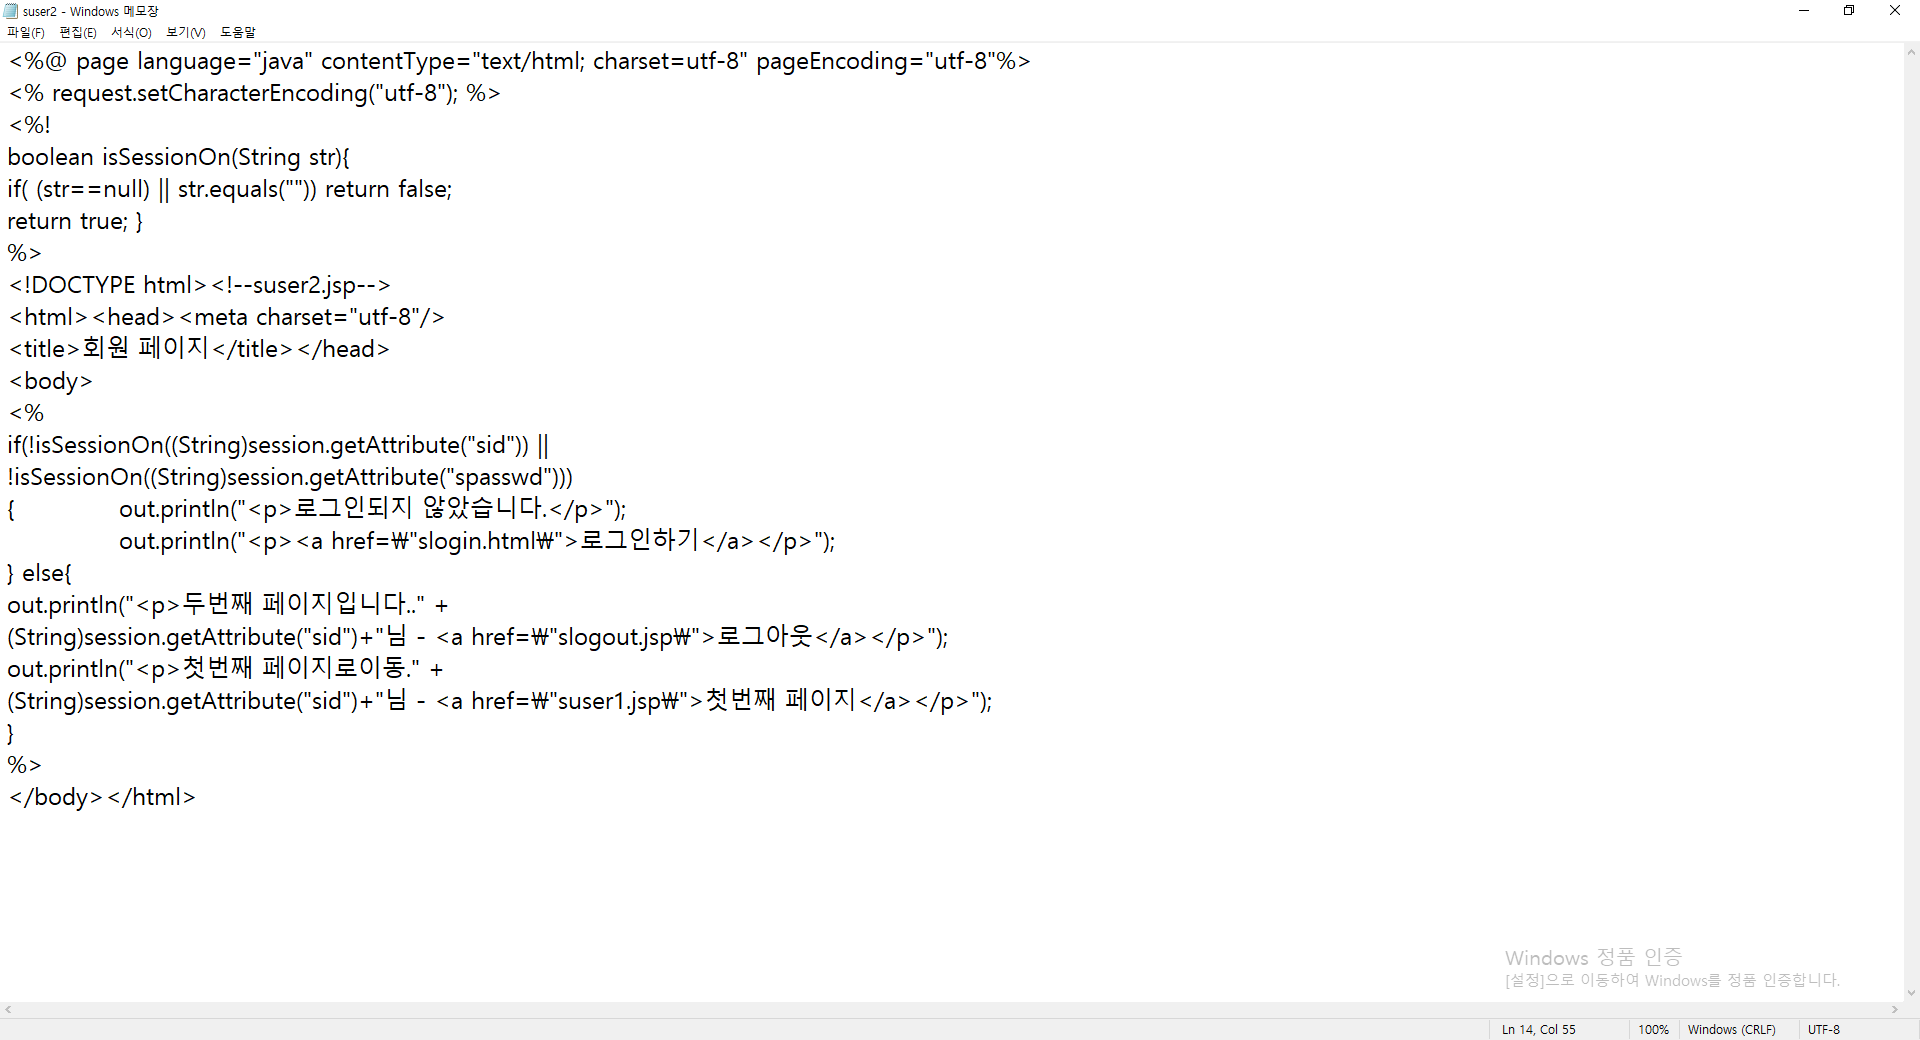 suser2 - Windows 메모장
파일(F) 편집(E) 서식(O) 보기(V) 도움말
<%@ page language="java" contentType="text/html; charset=utf-8" pageEncoding="utf-8"%>
<% request.setCharacterEncoding("utf-8"); %>
<%!
boolean isSessionOn(String str){
if( (str==null) || str.equals("")) return false;
return true; }
%>
<!DOCTYPE html><!--suser2.jsp-->
<html><head><meta charset="utf-8"/>
<title>회원 페이지</title></head>
<body>
<%
if(!isSessionOn((String)session.getAttribute("sid")) ||
!isSessionOn((String)session.getAttribute("spasswd")))
{	out.println("<p>로그인되지 않았습니다.</p>");
	out.println("<p><a href=₩"slogin.html₩">로그인하기</a></p>");
} else{
out.println("<p>두번째 페이지입니다.." +
(String)session.getAttribute("sid")+"님 - <a href=₩"slogout.jsp₩">로그아웃</a></p>");
out.println("<p>첫번째 페이지로이동." +
(String)session.getAttribute("sid")+"님 - <a href=₩"suser1.jsp₩">첫번째 페이지</a></p>");
}
%>
</body></html>
Windows 정품 인증
[설정]으로 이동하여 Windows를 정품 인증합니다.
Ln 14, Col 55 100% Windows (CRLF) UTF-8